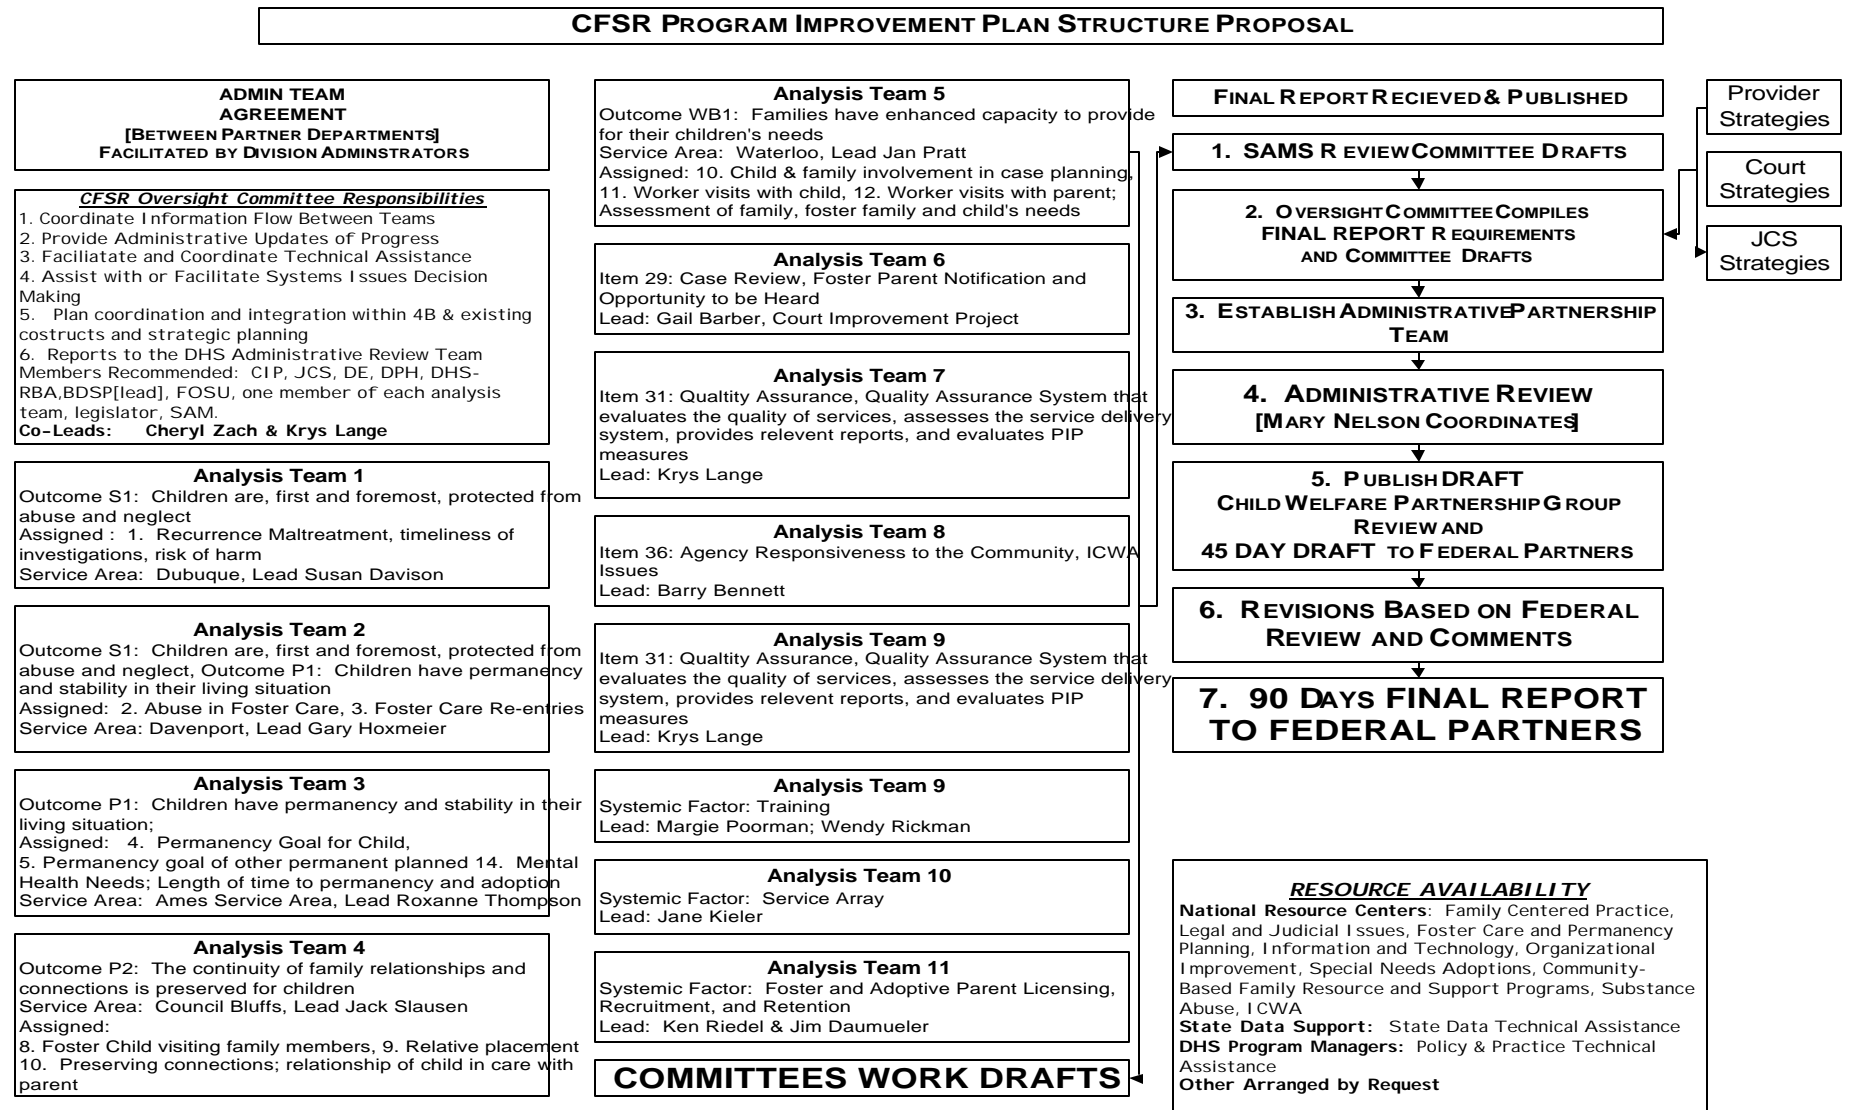 CFSR PROGRAM IMPROVEMENT PLAN STRUCTURE PROPOSAL
ADMIN TEAM
AGREEMENT
[BETWEEN PARTNER DEPARTMENTS]
FACILITATED BY DIVISION ADMINSTRATORS
CFSR Oversight Committee Responsibilities
1. Coordinate Information Flow Between Teams
2. Provide Administrative Updates of Progress
3. Faciliatate and Coordinate Technical Assistance
4. Assist with or Facilitate Systems Issues Decision
Making
5. Plan coordination and integration within 4B & existing
costructs and strategic planning
6. Reports to the DHS Administrative Review Team
Members Recommended: CIP, JCS, DE, DPH, DHS-
RBA,BDSP[lead], FOSU, one member of each analysis
team, legislator, SAM.
Co-Leads: Cheryl Zach & Krys Lange
Analysis Team 1
Outcome S1: Children are, first and foremost, protected from
abuse and neglect
Assigned : 1. Recurrence Maltreatment, timeliness of
investigations, risk of harm
Service Area: Dubuque, Lead Susan Davison
Analysis Team 2
Outcome S1: Children are, first and foremost, protected from
abuse and neglect, Outcome P1: Children have permanency
and stability in their living situation
Assigned: 2. Abuse in Foster Care, 3. Foster Care Re-entries
Service Area: Davenport, Lead Gary Hoxmeier
Analysis Team 3
Outcome P1: Children have permanency and stability in their
living situation;
Assigned: 4. Permanency Goal for Child,
5. Permanency goal of other permanent planned 14. Mental
Health Needs; Length of time to permanency and adoption
Service Area: Ames Service Area, Lead Roxanne Thompson
Analysis Team 4
Outcome P2: The continuity of family relationships and
connections is preserved for children
Service Area: Council Bluffs, Lead Jack Slausen
Assigned:
8. Foster Child visiting family members, 9. Relative placement
10. Preserving connections; relationship of child in care with
parent
Analysis Team 5
Outcome WB1: Families have enhanced capacity to provide
for their children's needs
Service Area: Waterloo, Lead Jan Pratt
Assigned: 10. Child & family involvement in case planning,
11. Worker visits with child, 12. Worker visits with parent;
Assessment of family, foster family and child's needs
Analysis Team 6
Item 29: Case Review, Foster Parent Notification and
Opportunity to be Heard
Lead: Gail Barber, Court Improvement Project
Analysis Team 7
Item 31: Qualtity Assurance, Quality Assurance System that
evaluates the quality of services, assesses the service delivery
system, provides relevent reports, and evaluates PIP
measures
Lead: Krys Lange
Analysis Team 8
Item 36: Agency Responsiveness to the Community, ICWA
Issues
Lead: Barry Bennett
Analysis Team 9
Item 31: Qualtity Assurance, Quality Assurance System that
evaluates the quality of services, assesses the service delivery
system, provides relevent reports, and evaluates PIP
measures
Lead: Krys Lange
Analysis Team 9
Systemic Factor: Training
Lead: Margie Poorman; Wendy Rickman
Analysis Team 10
Systemic Factor: Service Array
Lead: Jane Kieler
Analysis Team 11
Systemic Factor: Foster and Adoptive Parent Licensing,
Recruitment, and Retention
Lead: Ken Riedel & Jim Daumueler
COMMITTEES WORK DRAFTS
FINAL REPORT RECIEVED & PUBLISHED
1. SAMS REVIEW COMMITTEE DRAFTS
2. OVERSIGHT COMMITTEE COMPILES
FINAL REPORT REQUIREMENTS
AND COMMITTEE DRAFTS
3. ESTABLISH ADMINISTRATIVE PARTNERSHIP
TEAM
4. ADMINISTRATIVE REVIEW
[MARY NELSON COORDINATES]
5. PUBLISH DRAFT
CHILD WELFARE PARTNERSHIP GROUP
REVIEW AND
45 DAY DRAFT TO FEDERAL PARTNERS
6. REVISIONS BASED ON FEDERAL
REVIEW AND COMMENTS
7. 90 DAYS FINAL REPORT
TO FEDERAL PARTNERS
Provider
Strategies
Court
Strategies
JCS
Strategies
RESOURCE AVAILABILITY
National Resource Centers: Family Centered Practice,
Legal and Judicial Issues, Foster Care and Permanency
Planning, Information and Technology, Organizational
Improvement, Special Needs Adoptions, Community-
Based Family Resource and Support Programs, Substance
Abuse, ICWA
State Data Support: State Data Technical Assistance
DHS Program Managers: Policy & Practice Technical
Assistance
Other Arranged by Request